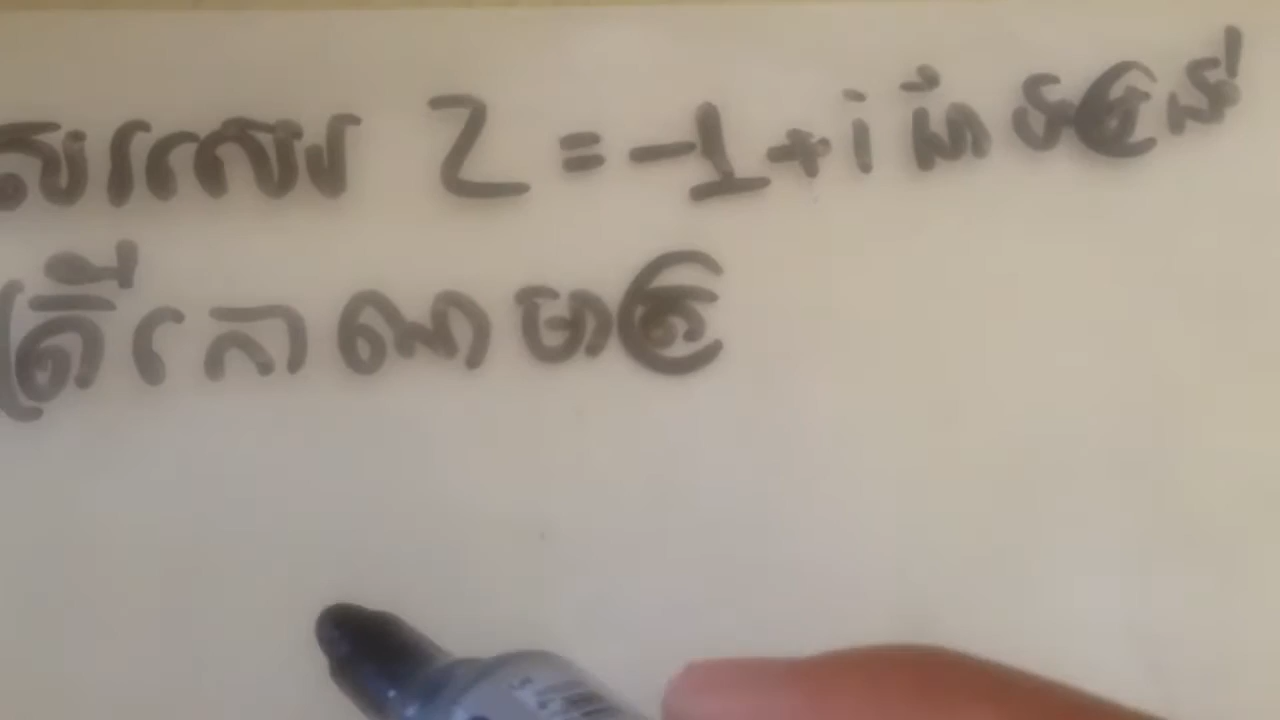 សរសេរ Z = -1 + i ជាទម្រង់
ត្រីកោណមាត្រ